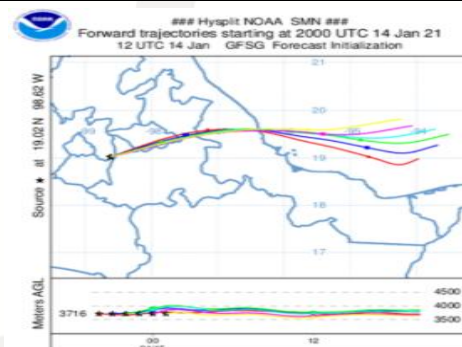 ### Hysplit NOAA SMN ###
Forward trajectories starting at 2000 UTC 14 Jan 21
12 UTC 14 Jan GFSG Forecast Initialization
Source ★ at 19.02 N 98.62 W
21
20
19
18
17
Meters AGL
3716
4500
4000
3500
00
12